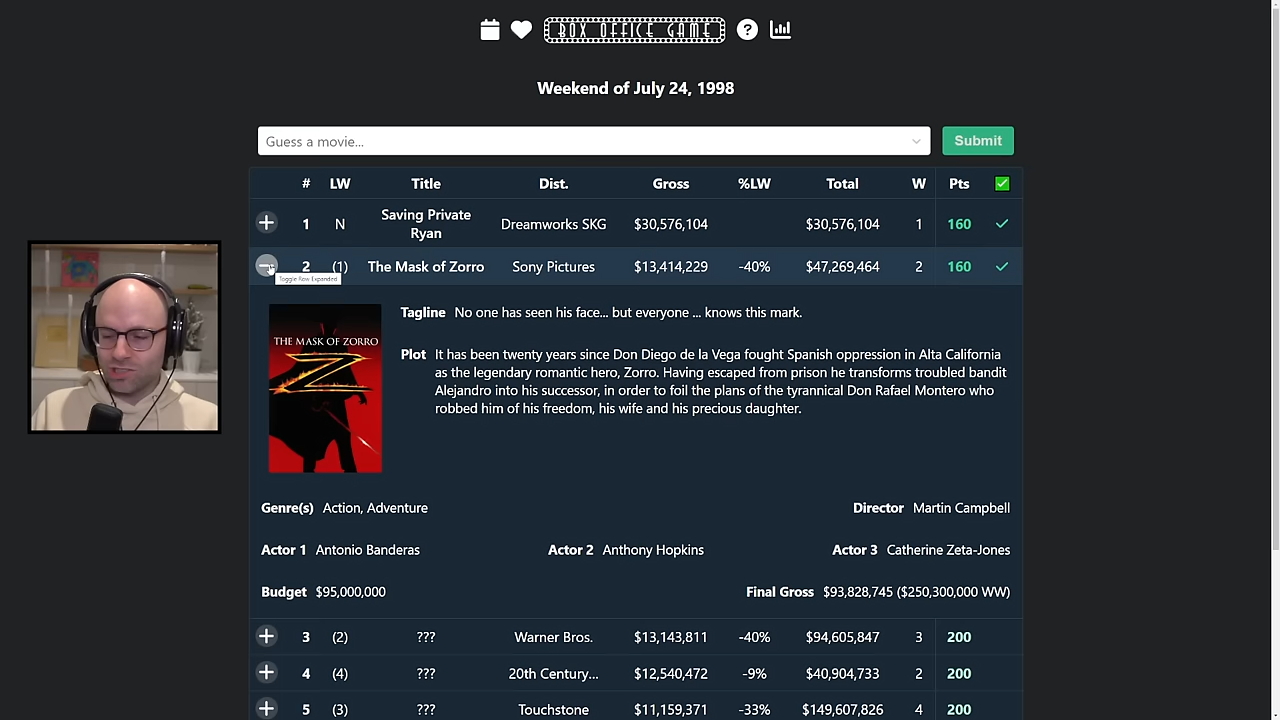 BOX OFFICE GAME
?
Weekend of July 24, 1998
Guess a movie...
Submit
# LW Title Dist. Gross %LW Total W Pts
1 N Saving Private Ryan Dreamworks SKG $30,576,104 $30,576,104 1 160
2 (1) The Mask of Zorro Sony Pictures $13,414,229 -40% $47,269,464 2 160
Toggle Row Expanded
THE MASK OF ZORRO
Z
Tagline No one has seen his face... but everyone ... knows this mark.
Plot It has been twenty years since Don Diego de la Vega fought Spanish oppression in Alta California
as the legendary romantic hero, Zorro. Having escaped from prison he transforms troubled bandit
Alejandro into his successor, in order to foil the plans of the tyrannical Don Rafael Montero who
robbed him of his freedom, his wife and his precious daughter.
Genre(s) Action, Adventure Director Martin Campbell
Actor 1 Antonio Banderas Actor 2 Anthony Hopkins Actor 3 Catherine Zeta-Jones
Budget $95,000,000 Final Gross $93,828,745 ($250,300,000 WW)
3 (2) ??? Warner Bros. $13,143,811 -40% $94,605,847 3 200
4 (4) ??? 20th Century... $12,540,472 -9% $40,904,733 2 200
5 (3) ??? Touchstone $11,159,371 -33% $149,607,826 4 200